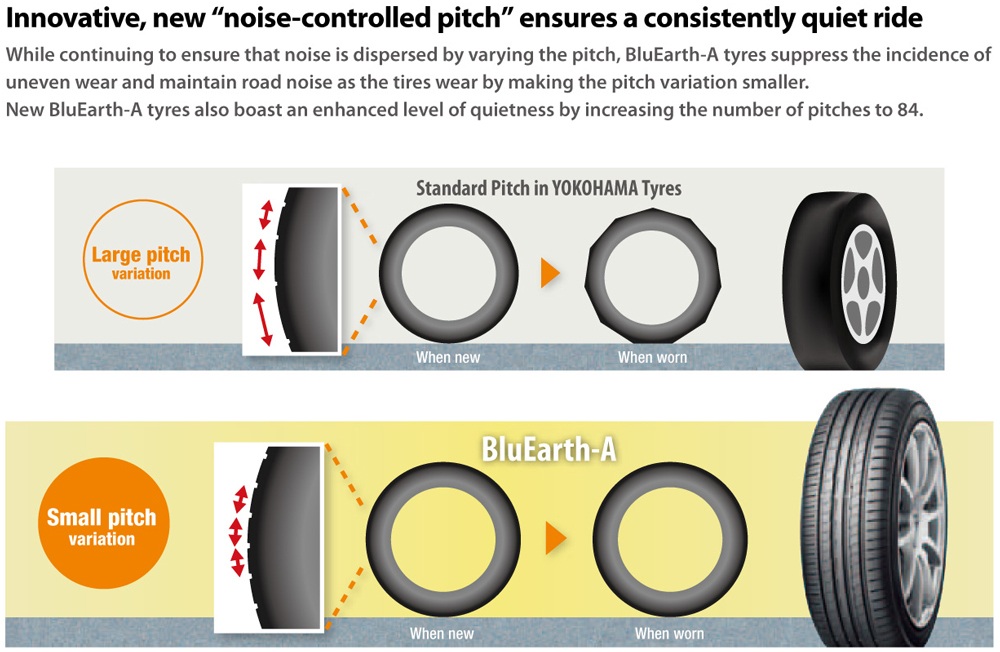 Innovative, new “noise-controlled pitch” ensures a consistently quiet ride
While continuing to ensure that noise is dispersed by varying the pitch, BluEarth-A tyres suppress the incidence of
uneven wear and maintain road noise as the tires wear by making the pitch variation smaller.
New BluEarth-A tyres also boast an enhanced level of quietness by increasing the number of pitches to 84.
Standard Pitch in YOKOHAMA Tyres
Large pitch
variation
When new
When worn
BluEarth-A
Small pitch
variation
When new
When worn